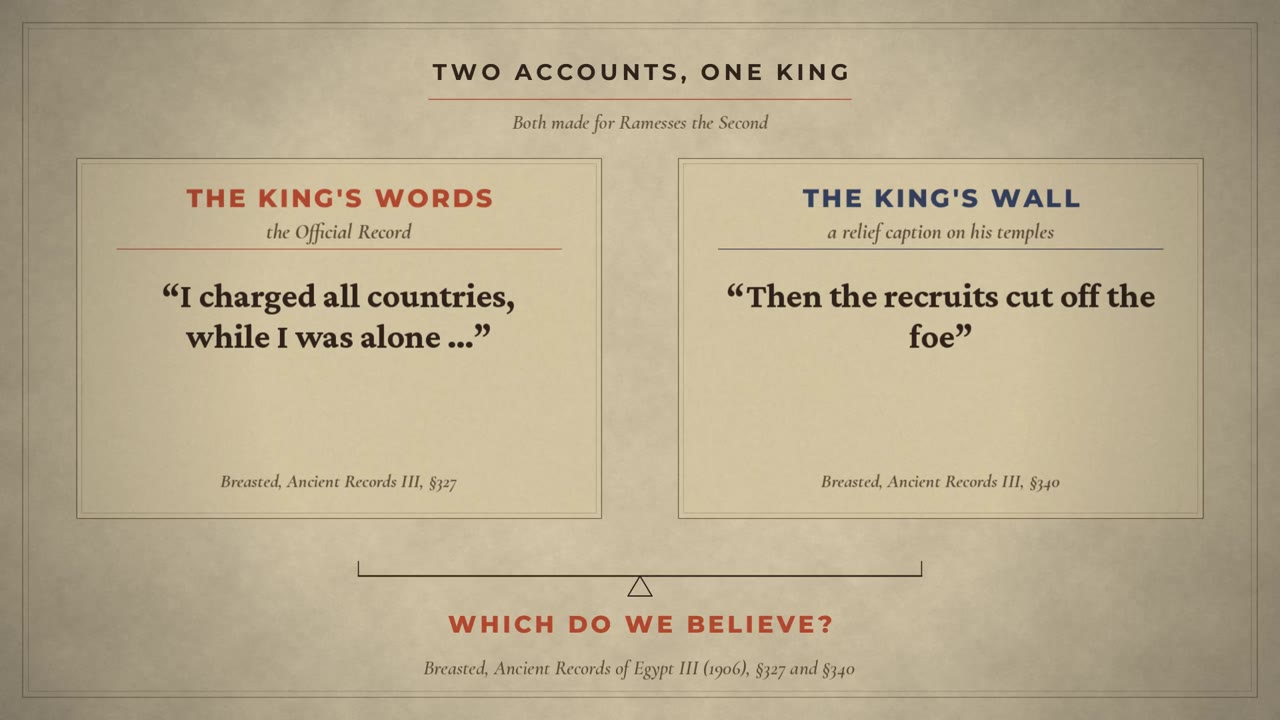 TWO ACCOUNTS, ONE KING
Both made for Ramesses the Second
THE KING'S WORDS
the Official Record
“I charged all countries,
while I was alone ...”
Breasted, Ancient Records III, §327
THE KING'S WALL
a relief caption on his temples
“Then the recruits cut off the
foe”
Breasted, Ancient Records III, §340
WHICH DO WE BELIEVE?
Breasted, Ancient Records of Egypt III (1906), §327 and §340